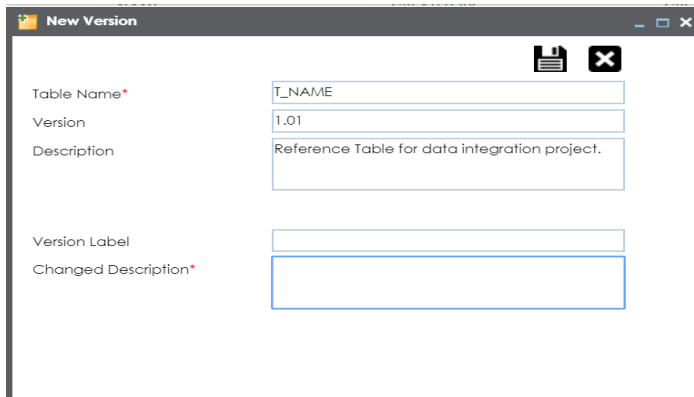 New Version
Table Name* T_NAME
Version 1.01
Description Reference Table for data integration project.
Version Label
Changed Description*